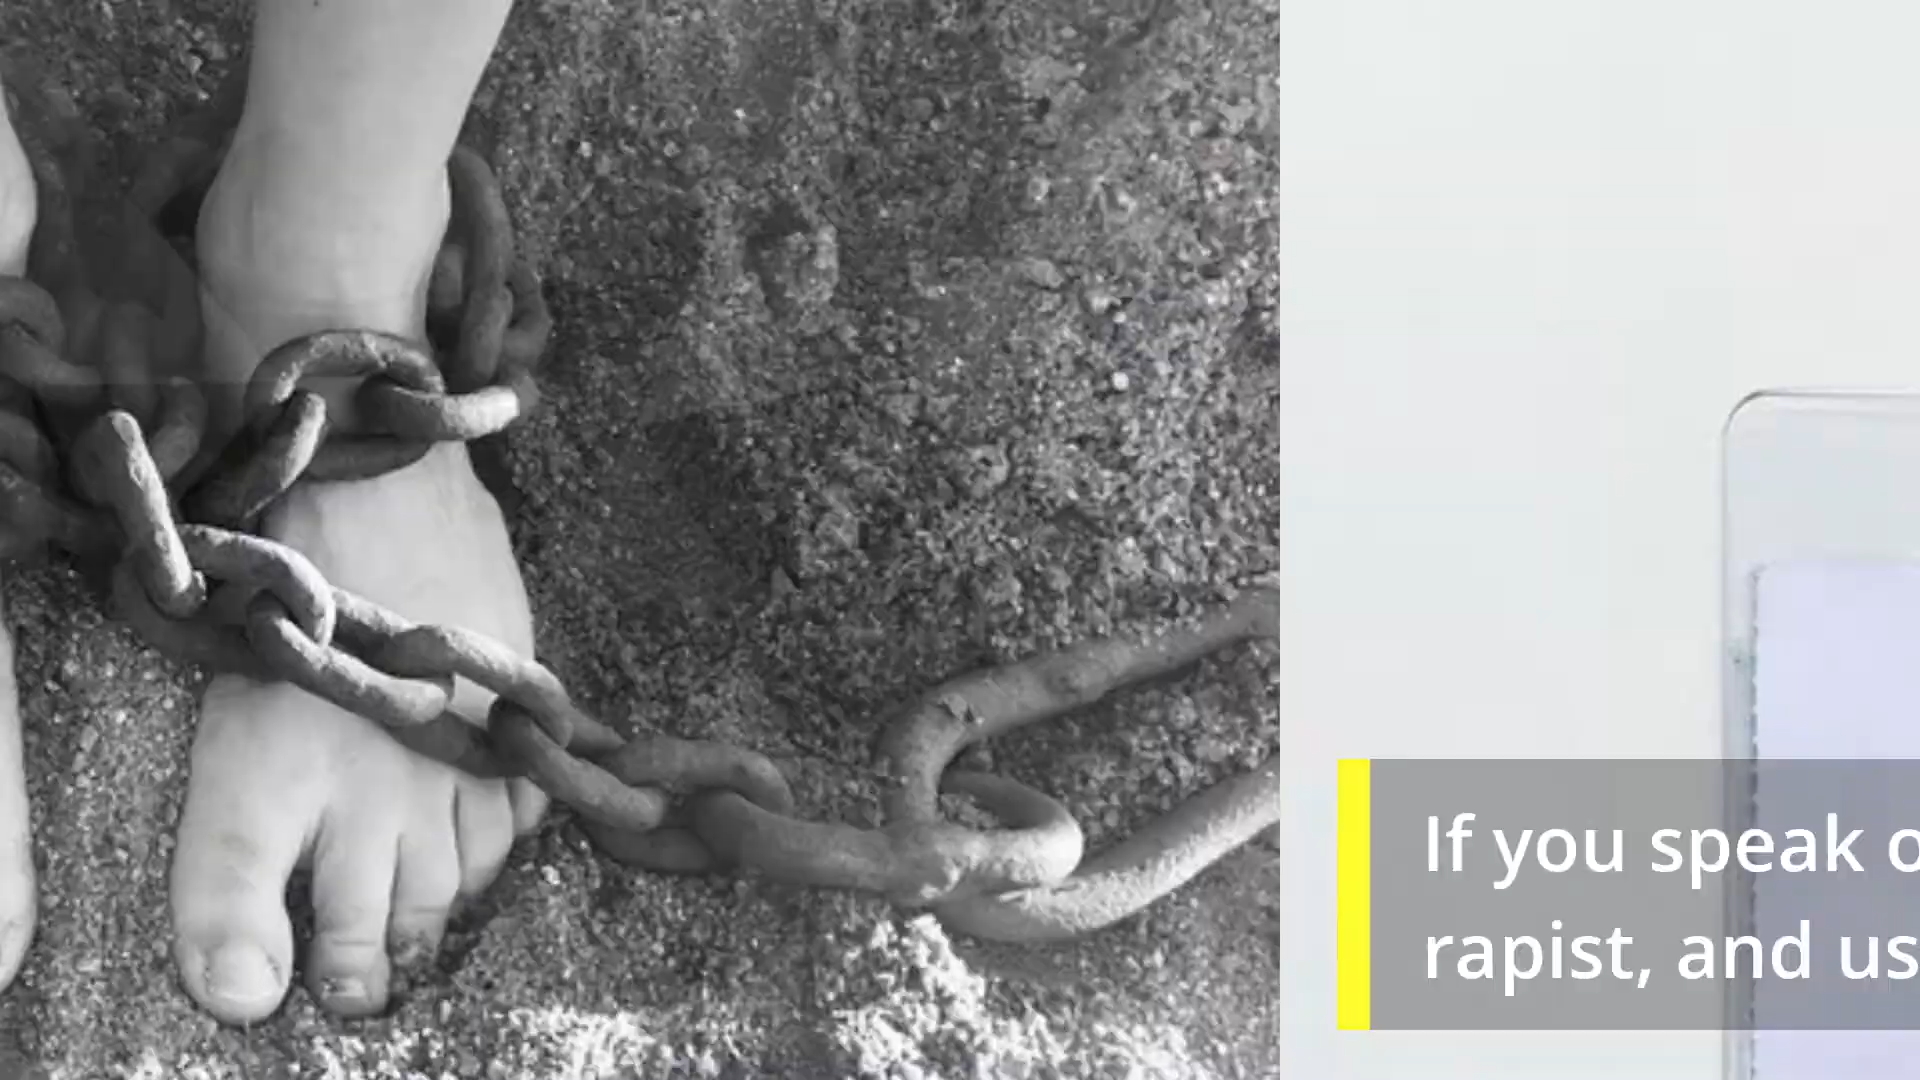 If you speak
rapist, and us